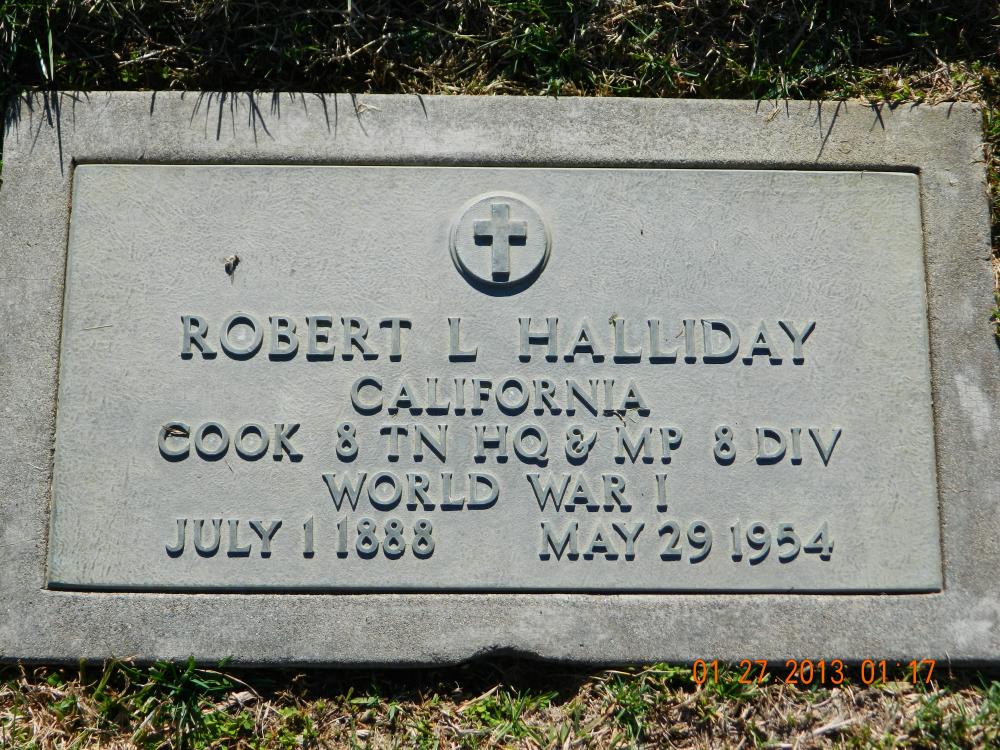 ROBERT L HALLIDAY
CALIFORNIA
COOK 8 TN HQ & MP 8 DIV
WORLD WAR I
JULY 1 1888 MAY 29 1954
01 27 2013 01 17